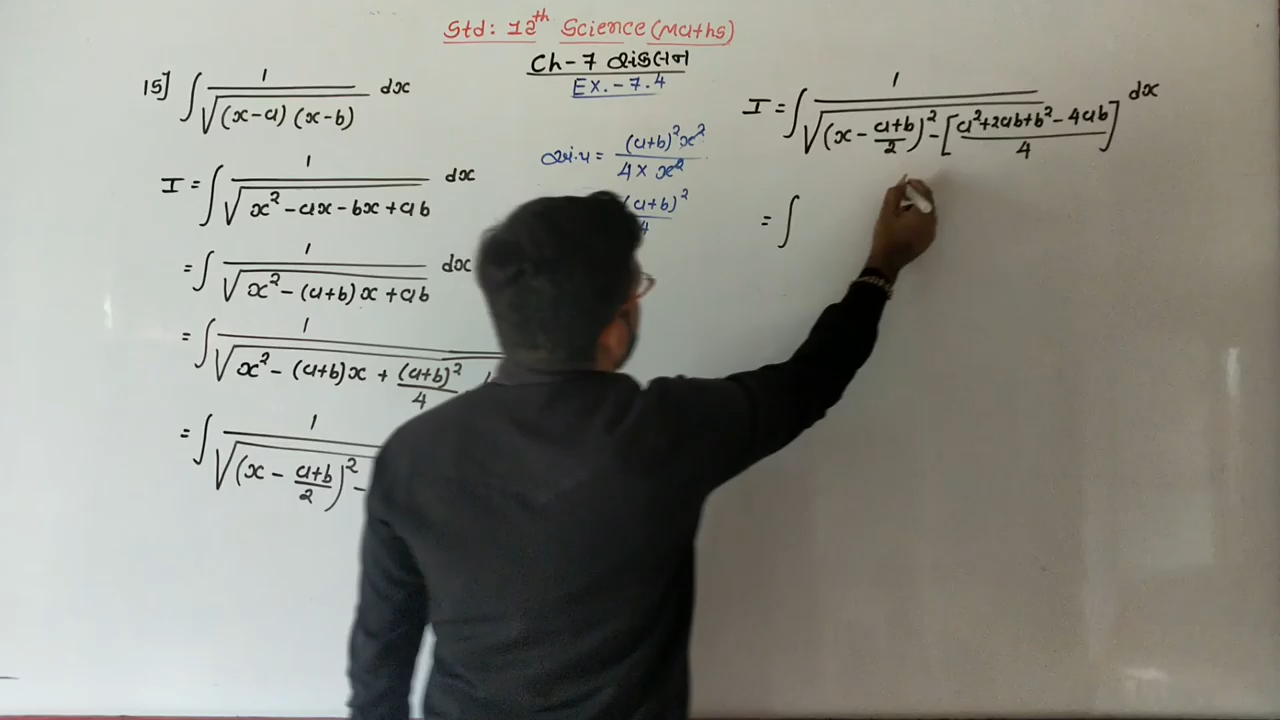 Std: 12th Science (Maths)
Ch-7 સંકલન
EX.-7.4
15] ∫ 1/√((x-a)(x-b)) dx
I = ∫ 1/√(x²-ax-bx+ab) dx
= ∫ 1/√(x²-(a+b)x+ab) dx
= ∫ 1/√(x²-(a+b)x+(a+b)²/4
= ∫ 1/√((x-(a+b)/2)²-
= (a+b)²x²/(4×x²)
(a+b)²/4
I = ∫ 1/√((x-(a+b)/2)²-[(a²+2ab+b²-4ab)/4]) dx
= ∫